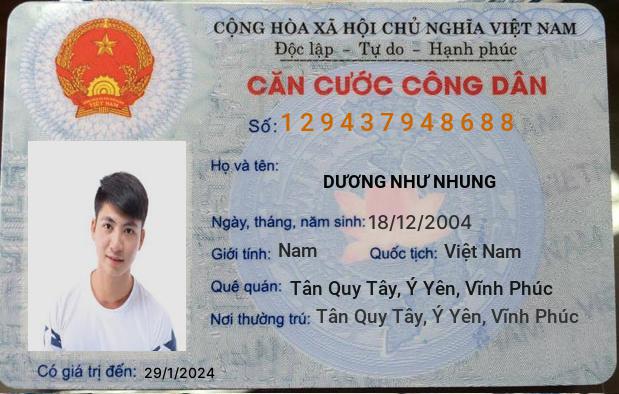 CỘNG HÒA XÃ HỘI CHỦ NGHĨA VIỆT NAM
Độc lập - Tự do - Hạnh phúc
CĂN CƯỚC CÔNG DÂN
Số: 129437948688
Họ và tên:
DƯƠNG NHƯ NHUNG
Ngày, tháng, năm sinh: 18/12/2004
Giới tính: Nam Quốc tịch: Việt Nam
Quê quán: Tân Quy Tây, Ý Yên, Vĩnh Phúc
Nơi thường trú: Tân Quy Tây, Ý Yên, Vĩnh Phúc
Có giá trị đến: 29/1/2024